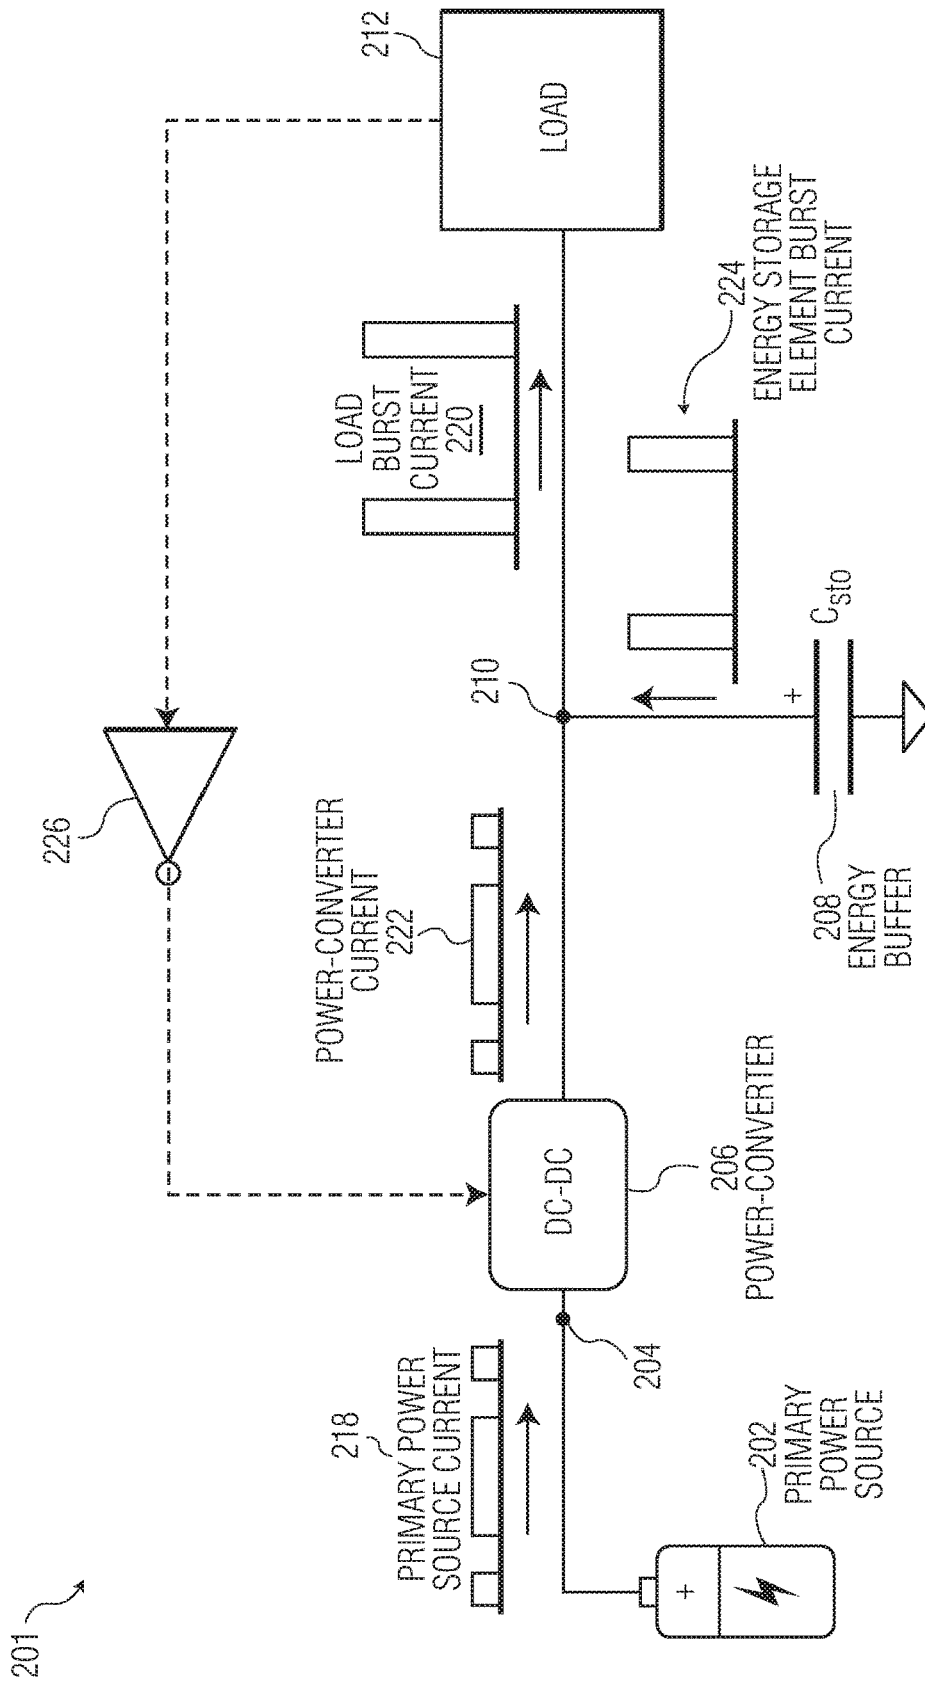 201
218
PRIMARY POWER
SOURCE CURRENT
+
202
PRIMARY
POWER
SOURCE
204
DC-DC
206
POWER-CONVERTER
POWER-CONVERTER
CURRENT
222
226
210
208
ENERGY
BUFFER
+
Csto
LOAD
BURST
CURRENT
220
224
ENERGY STORAGE
ELEMENT BURST
CURRENT
212
LOAD